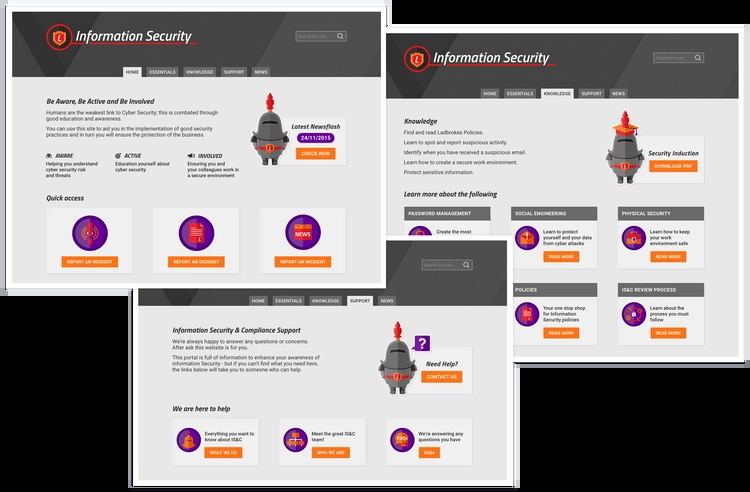 Information Security
Search the site
HOME
ESSENTIALS
KNOWLEDGE
SUPPORT
NEWS
Be Aware, Be Active and Be Involved
Humans are the weakest link to Cyber Security; this is combated through
good education and awareness.
You can use this site to aid you in the implementation of good security
practices and in turn you will ensure the protection of the business.
AWARE
Helping you understand
cyber security risk
and threats
ACTIVE
Education yourself about
cyber security
INVOLVED
Ensuring you and
your colleagues work in
a secure environment
Latest Newsflash
24/11/2015
CHECK NOW
Quick access
REPORT AN INCIDENT
REPORT AN INCIDENT
NEWS
REPORT AN INCIDENT
Information Security
Search the site
HOME
ESSENTIALS
KNOWLEDGE
SUPPORT
NEWS
Knowledge
Find and read Ladbrokes Policies.
Learn to spot and report suspicious activity.
Identify when you have received a suspicious email.
Learn how to create a secure work environment.
Protect sensitive information.
Security Induction
DOWNLOAD PDF
Learn more about the following
PASSWORD MANAGEMENT
Create the most
SOCIAL ENGINEERING
Learn to protect
yourself and your data
from cyber attacks
READ MORE
PHYSICAL SECURITY
Learn how to keep
your work
environment safe
READ MORE
POLICIES
Your one stop shop
for Information
Security policies
READ MORE
IS&C REVIEW PROCESS
Learn about the
process you must
follow
READ MORE
Search the site
HOME
ESSENTIALS
KNOWLEDGE
SUPPORT
NEWS
Information Security & Compliance Support
We're always happy to answer any questions or concerns.
After ask this website is for you.
This portal is full of information to enhance your awareness of
information Security - but if you can't find what you need here,
the links below will take you to someone who can help.
?
Need Help?
CONTACT US
We are here to help
Everything you want to
know about IS&C
WHAT WE DO
Meet the great IS&C
team!
WHO WE ARE
FAQs
We're answering any
questions you have
FAQs